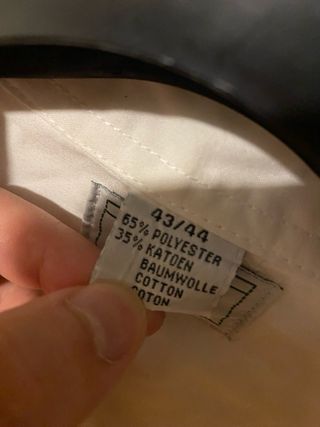 43/44
65% POLYESTER
35% KATOEN
BAUMWOLLE
COTTON
COTON